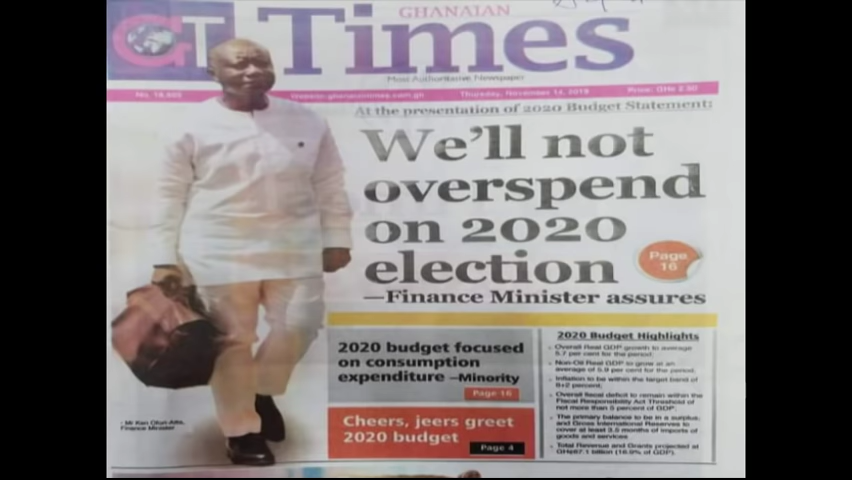 GT
GHANAIAN
Times
Most Authoritative Newspaper
Thursday, November 14, 2019
Price: GHc 2.50
At the presentation of 2020 Budget Statement:
We'll not
overspend
on 2020
election
Page
16
—Finance Minister assures
2020 budget focused
on consumption
expenditure –Minority
Page 16
Cheers, jeers greet
2020 budget
Page 4
2020 Budget Highlights
Overall Real GDP growth to average
5.7 per cent for the period;
Non-Oil Real GDP to grow at an
average of 5.9 per cent for the period;
Inflation to be within the target band of
8±2 percent;
Overall fiscal deficit to remain within the
Fiscal Responsibility Act Threshold of
not more than 5 percent of GDP;
The primary balance to be in a surplus;
and Gross International Reserves to
cover at least 3.5 months of imports of
goods and services
Total Revenue and Grants projected at
Mr Ken Ofori-Atta,
Finance Minister